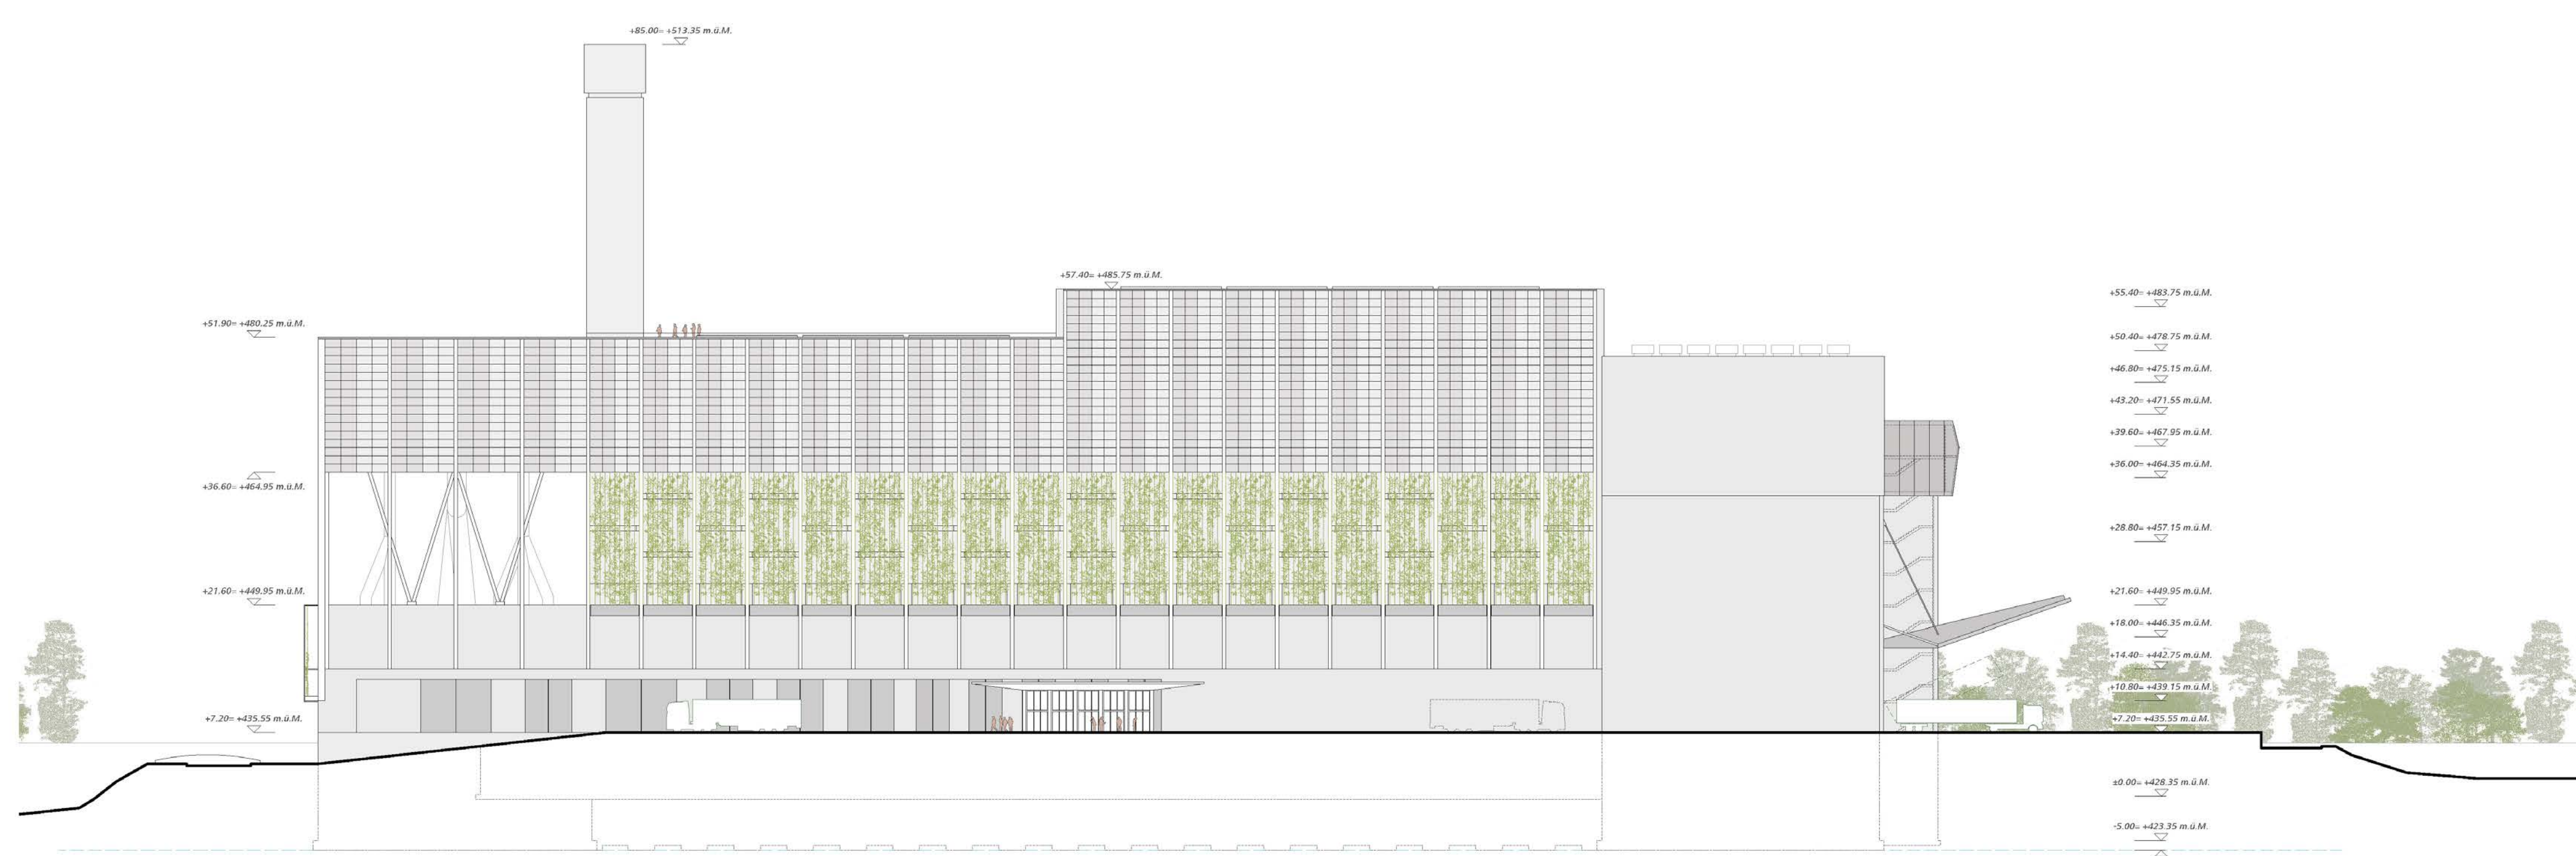 +85.00= +513.35 m.ü.M.
+57.40= +485.75 m.ü.M.
+51.90= +480.25 m.ü.M.
+36.60= +464.95 m.ü.M.
+21.60= +449.95 m.ü.M.
+7.20= +435.55 m.ü.M.
+55.40= +483.75 m.ü.M.
+50.40= +478.75 m.ü.M.
+46.80= +475.15 m.ü.M.
+43.20= +471.55 m.ü.M.
+39.60= +467.95 m.ü.M.
+36.00= +464.35 m.ü.M.
+28.80= +457.15 m.ü.M.
+21.60= +449.95 m.ü.M.
+18.00= +446.35 m.ü.M.
+14.40= +442.75 m.ü.M.
+10.80= +439.15 m.ü.M.
+7.20= +435.55 m.ü.M.
±0.00= +428.35 m.ü.M.
-5.00= +423.35 m.ü.M.